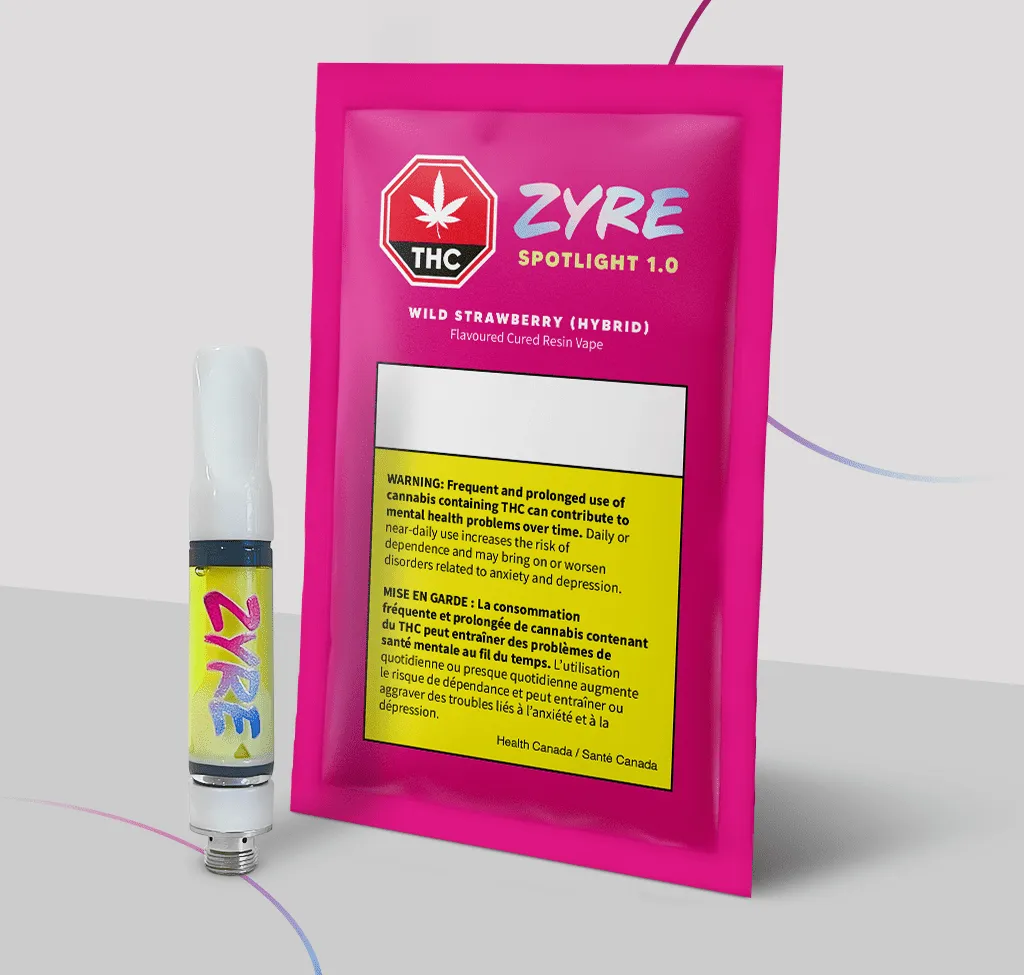 THC
ZYRE
SPOTLIGHT 1.0
WILD STRAWBERRY (HYBRID)
Flavoured Cured Resin Vape
WARNING: Frequent and prolonged use of
cannabis containing THC can contribute to
mental health problems over time. Daily or
near-daily use increases the risk of
dependence and may bring on or worsen
disorders related to anxiety and depression.
MISE EN GARDE : La consommation
fréquente et prolongée de cannabis contenant
du THC peut entraîner des problèmes de
santé mentale au fil du temps. L'utilisation
quotidienne ou presque quotidienne augmente
le risque de dépendance et peut entraîner ou
aggraver des troubles liés à l'anxiété et à la
dépression.
Health Canada / Santé Canada
ZYRE